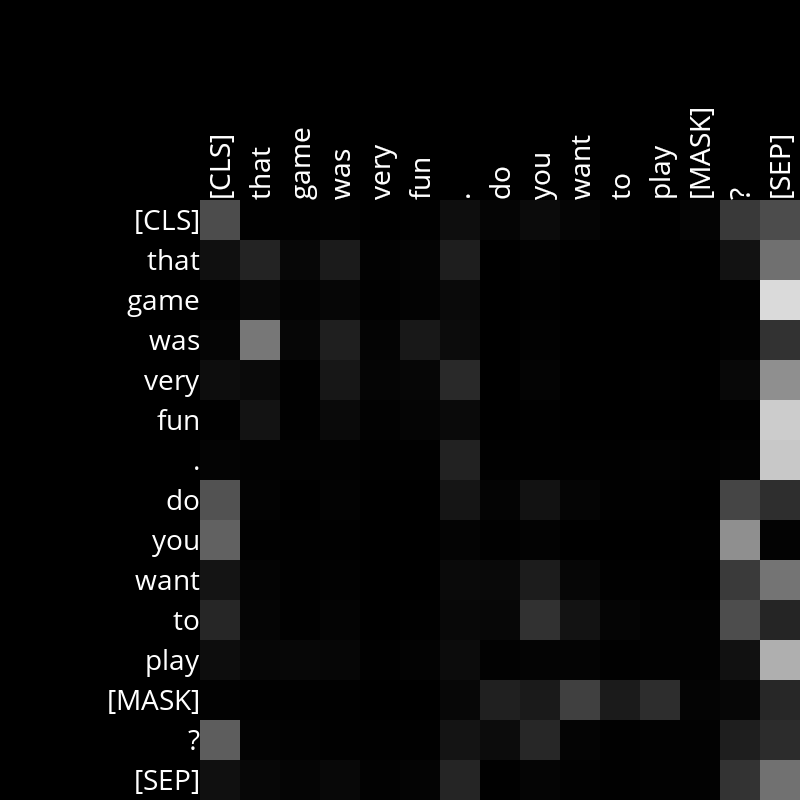 [CLS] that game was very fun . do you want to play [MASK] ? [SEP]
[CLS]
that
game
was
very
fun
.
do
you
want
to
play
[MASK]
?
[SEP]